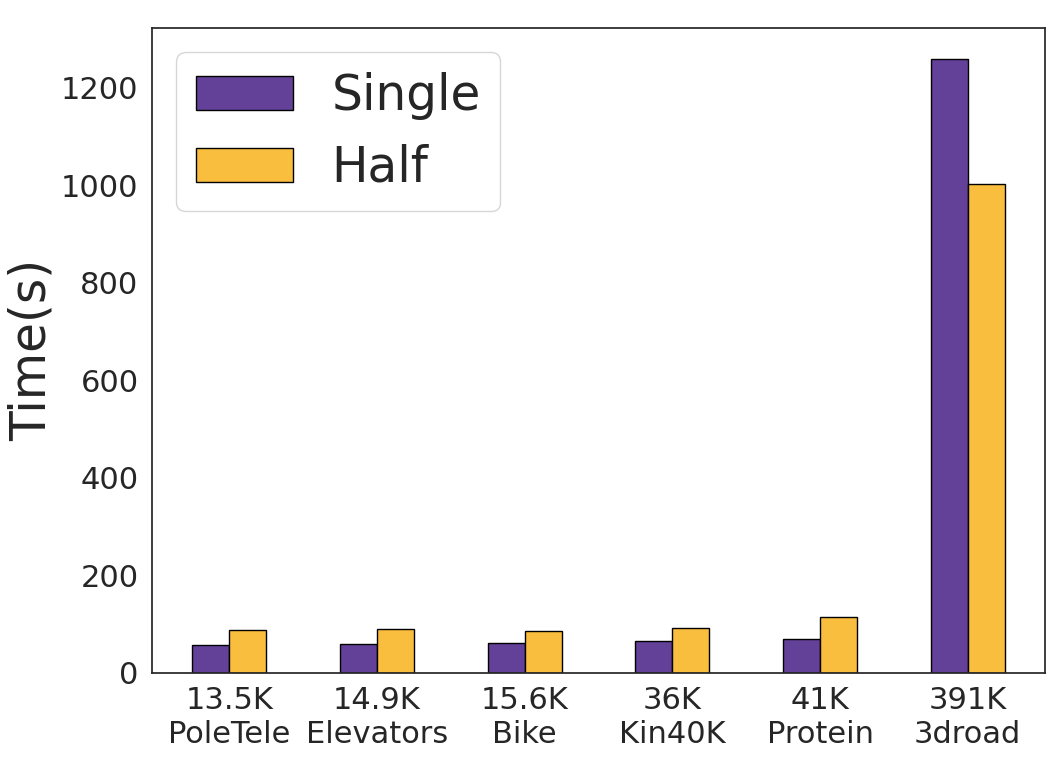 1200
1000
800
600
400
200
0
Time(s)
Single
Half
13.5K 14.9K 15.6K 36K 41K 391K
PoleTele Elevators Bike Kin40K Protein 3droad